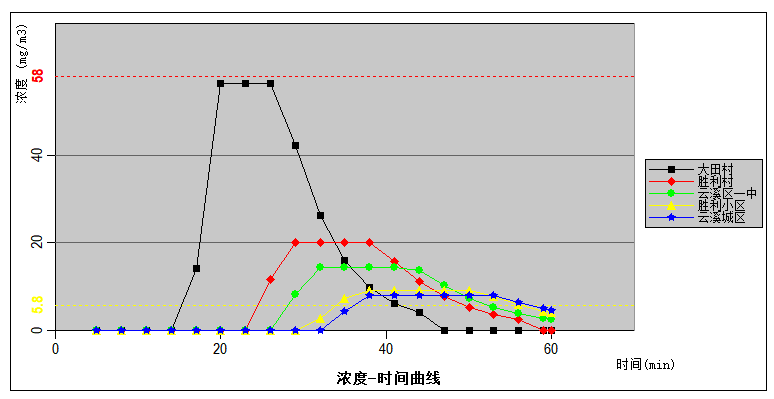 浓度 (mg/m3)
58
40
20
5.8
0
0
20
40
60
时间(min)
浓度-时间曲线
大田村
胜利村
云溪区一中
胜利小区
云溪城区